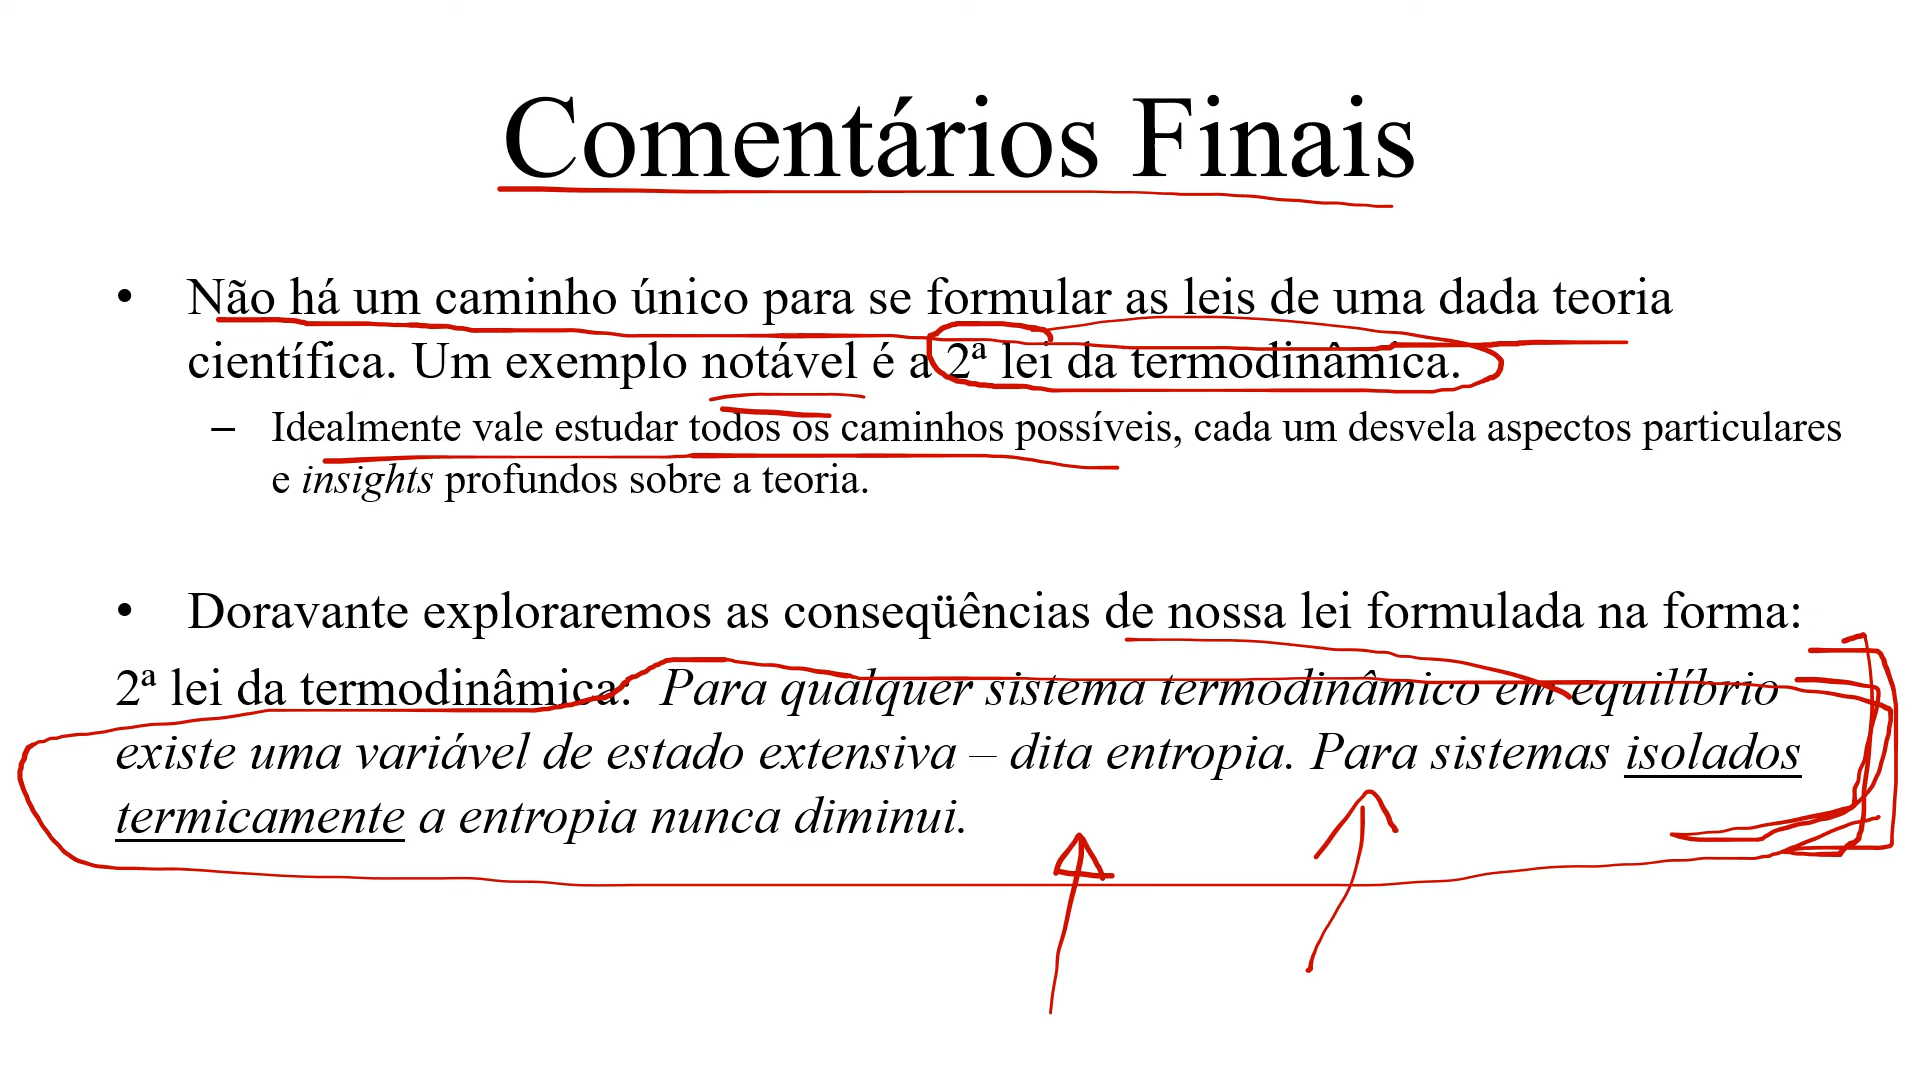 Comentários Finais
• Não há um caminho único para se formular as leis de uma dada teoria
científica. Um exemplo notável é a 2ª lei da termodinâmica.
– Idealmente vale estudar todos os caminhos possíveis, cada um desvela aspectos particulares
e insights profundos sobre a teoria.
• Doravante exploraremos as conseqüências de nossa lei formulada na forma:
2ª lei da termodinâmica: Para qualquer sistema termodinâmico em equilíbrio
existe uma variável de estado extensiva – dita entropia. Para sistemas isolados
termicamente a entropia nunca diminui.